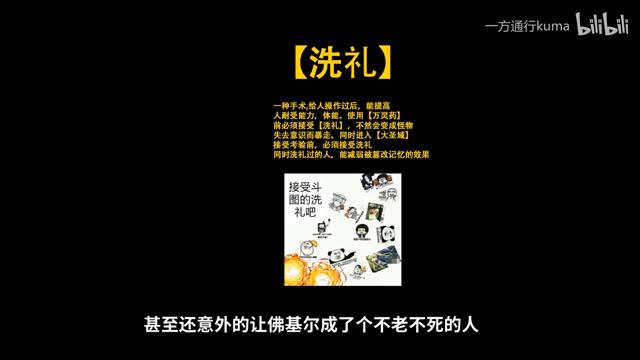 一方通行kuma bilibili
【洗礼】
一种手术,给人操作过后，能提高
人耐受能力，体能。使用【万灵药】
前必须接受【洗礼】，不然会变成怪物
失去意识而暴走。同时进入【大圣域】
接受考验前，必须接受洗礼
同时洗礼过的人，能减弱被篡改记忆的效果
接受斗
图的洗
礼吧
甚至还意外的让佛基尔成了个不老不死的人